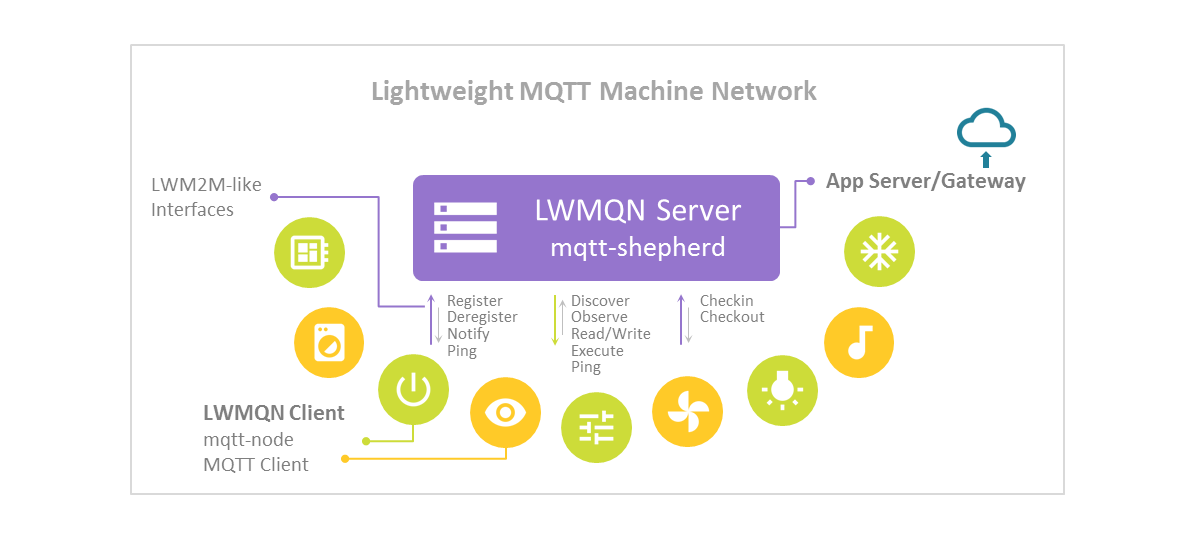 Lightweight MQTT Machine Network
LWM2M-like
Interfaces
App Server/Gateway
LWMQN Server
mqtt-shepherd
Register
Deregister
Notify
Ping
Discover
Observe
Read/Write
Execute
Ping
Checkin
Checkout
LWMQN Client
mqtt-node
MQTT Client